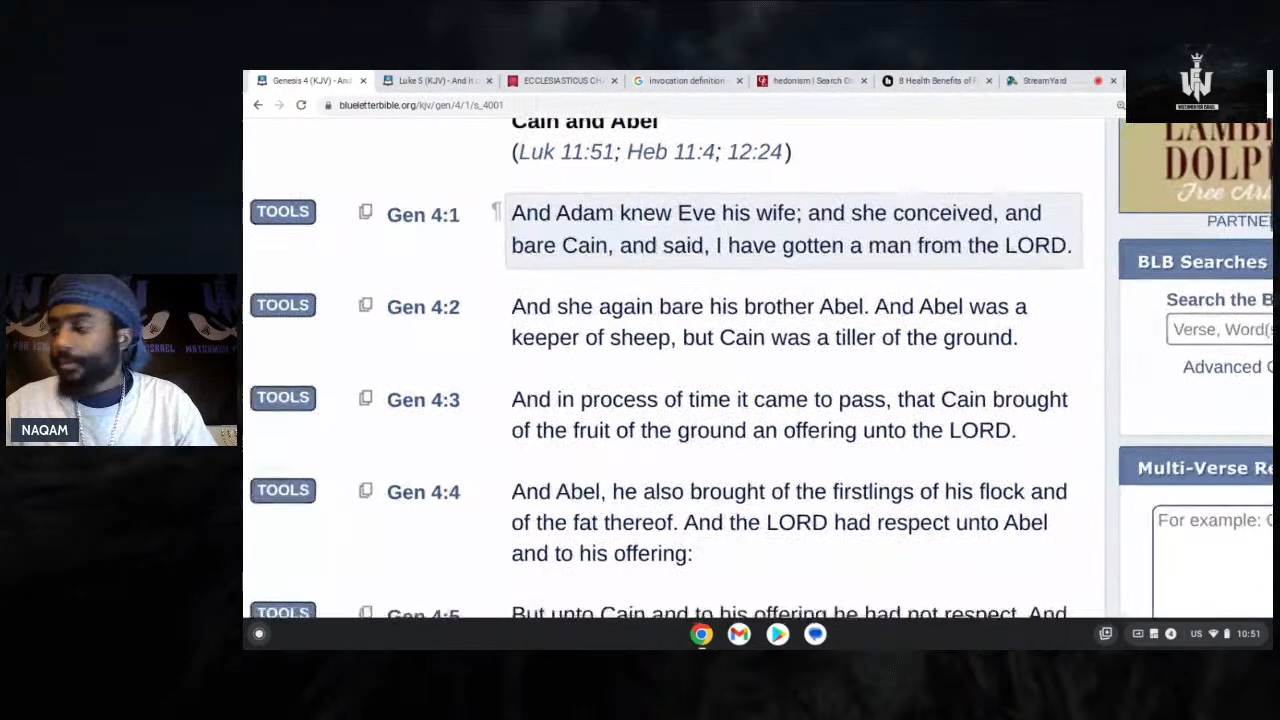 Genesis 4 (KJV) - And
Luke 5 (KJV) - And it
ECCLESIASTICUS CH
invocation definition -
hedonism | Search O
8 Health Benefits of F
StreamYard
blueletterbible.org/kjv/gen/4/1/s_4001
WATCHMEN FOR ISRAEL
Cain and Abel
(Luk 11:51; Heb 11:4; 12:24)
TOOLS
Gen 4:1
¶
And Adam knew Eve his wife; and she conceived, and
bare Cain, and said, I have gotten a man from the LORD.
TOOLS
Gen 4:2
And she again bare his brother Abel. And Abel was a
keeper of sheep, but Cain was a tiller of the ground.
TOOLS
Gen 4:3
And in process of time it came to pass, that Cain brought
of the fruit of the ground an offering unto the LORD.
TOOLS
Gen 4:4
And Abel, he also brought of the firstlings of his flock and
of the fat thereof. And the LORD had respect unto Abel
and to his offering:
TOOLS
Gen 4:5
But unto Cain and to his offering he had not respect. And
LAMB
DOLP
Free Ar
PARTNE
BLB Searches
Search the B
Verse, Word(s
Advanced
Multi-Verse Re
For example:
NAQAM
US
10:51